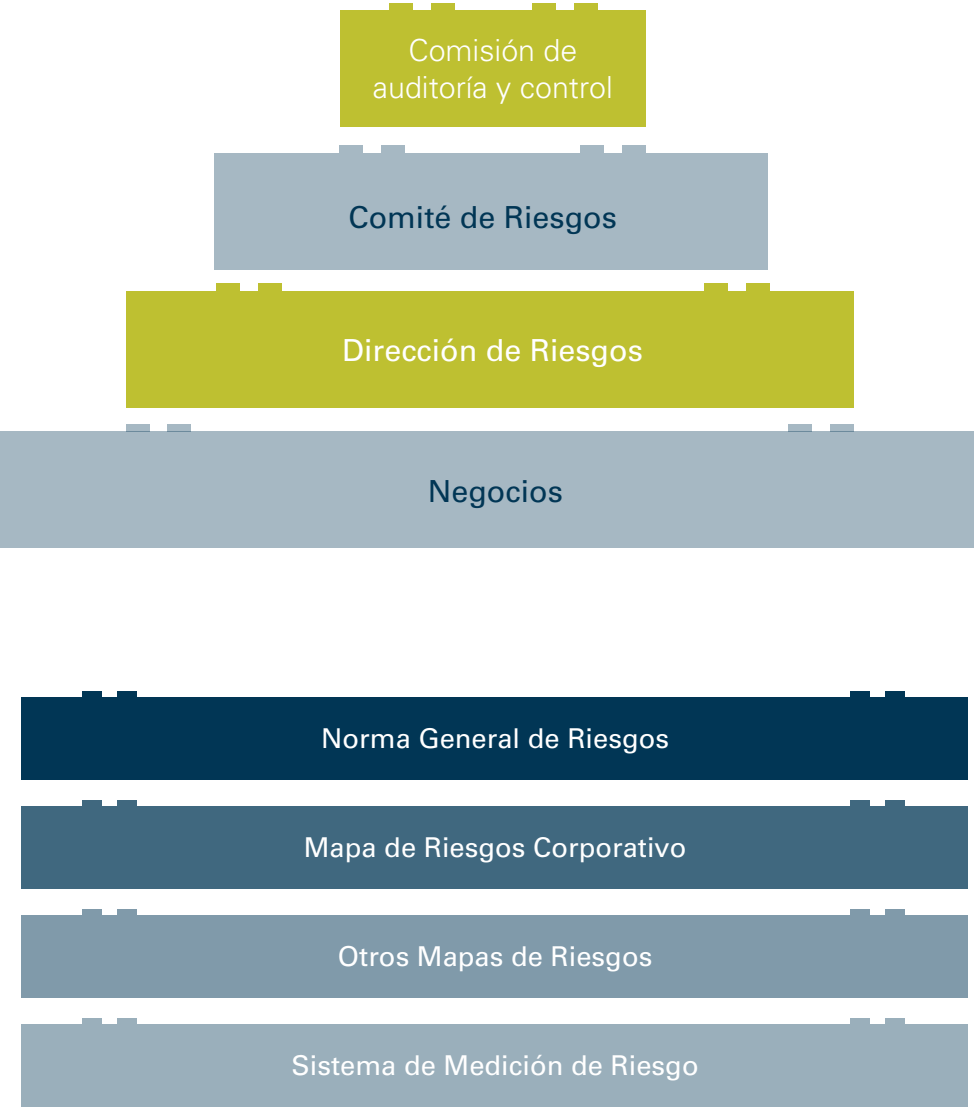 Comisión de
auditoría y control
Comité de Riesgos
Dirección de Riesgos
Negocios
Norma General de Riesgos
Mapa de Riesgos Corporativo
Otros Mapas de Riesgos
Sistema de Medición de Riesgo